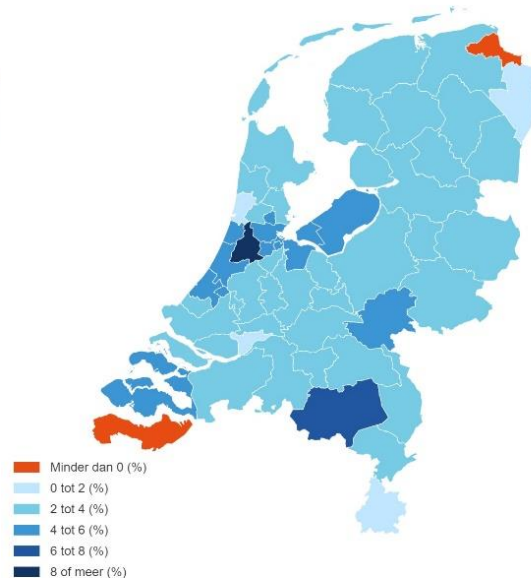 Minder dan 0 (%)
0 tot 2 (%)
2 tot 4 (%)
4 tot 6 (%)
6 tot 8 (%)
8 of meer (%)